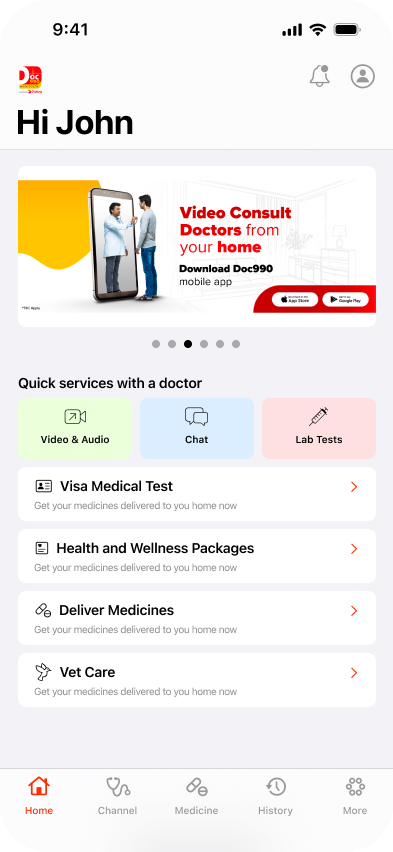 9:41
Doc
Hi John
Video Consult
Doctors from
your home
Download Doc990
mobile app
App Store
Google Play
*T&C Apply
Quick services with a doctor
Video & Audio
Chat
Lab Tests
Visa Medical Test
Get your medicines delivered to you home now
Health and Wellness Packages
Get your medicines delivered to you home now
Deliver Medicines
Get your medicines delivered to you home now
Vet Care
Get your medicines delivered to you home now
Home
Channel
Medicine
History
More